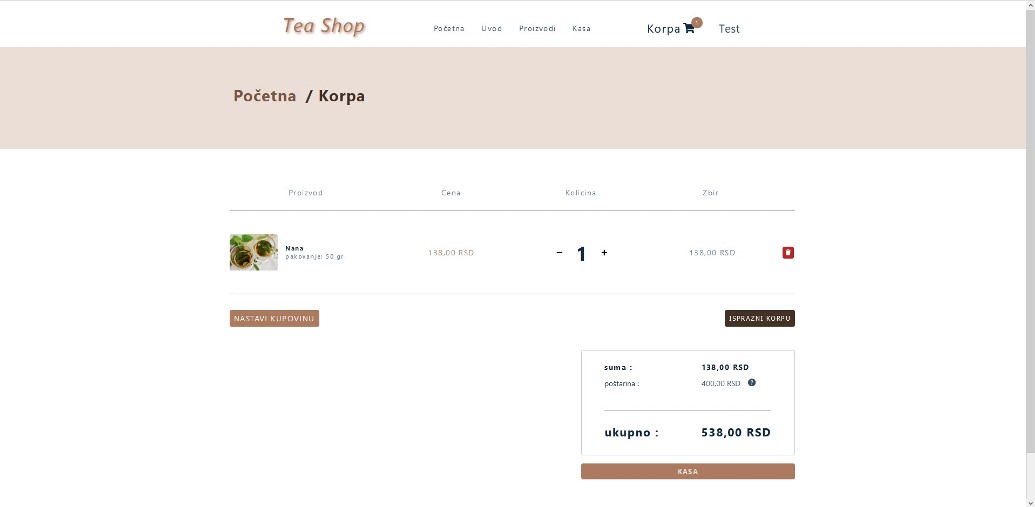 Tea Shop
Početna Uvod Proizvodi Kasa
Korpa 1 Test
Početna / Korpa
Proizvod Cena Kolicina Zbir
Nana
pakovanje: 50 gr
138,00 RSD
− 1 +
138,00 RSD
NASTAVI KUPOVINU
ISPRAZNI KORPU
suma : 138,00 RSD
poštarina : 400,00 RSD ?
ukupno : 538,00 RSD
KASA